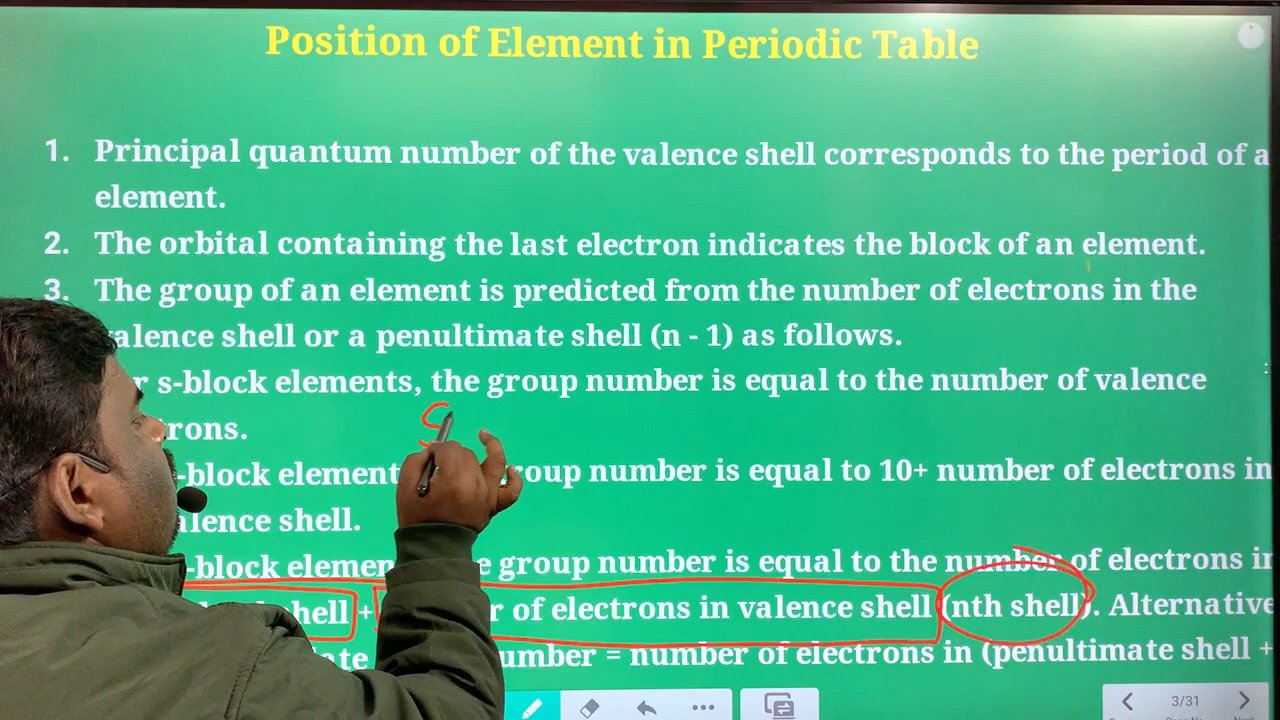 Position of Element in Periodic Table
1. Principal quantum number of the valence shell corresponds to the period of a
element.
2. The orbital containing the last electron indicates the block of an element.
3. The group of an element is predicted from the number of electrons in the
valence shell or a penultimate shell (n - 1) as follows.
s-block elements, the group number is equal to the number of valence
rons.
-block element group number is equal to 10+ number of electrons in
valence shell.
-block elemen group number is equal to the number of electrons in
shell + r of electrons in valence shell (nth shell). Alternative
umber = number of electrons in (penultimate shell +
3/31